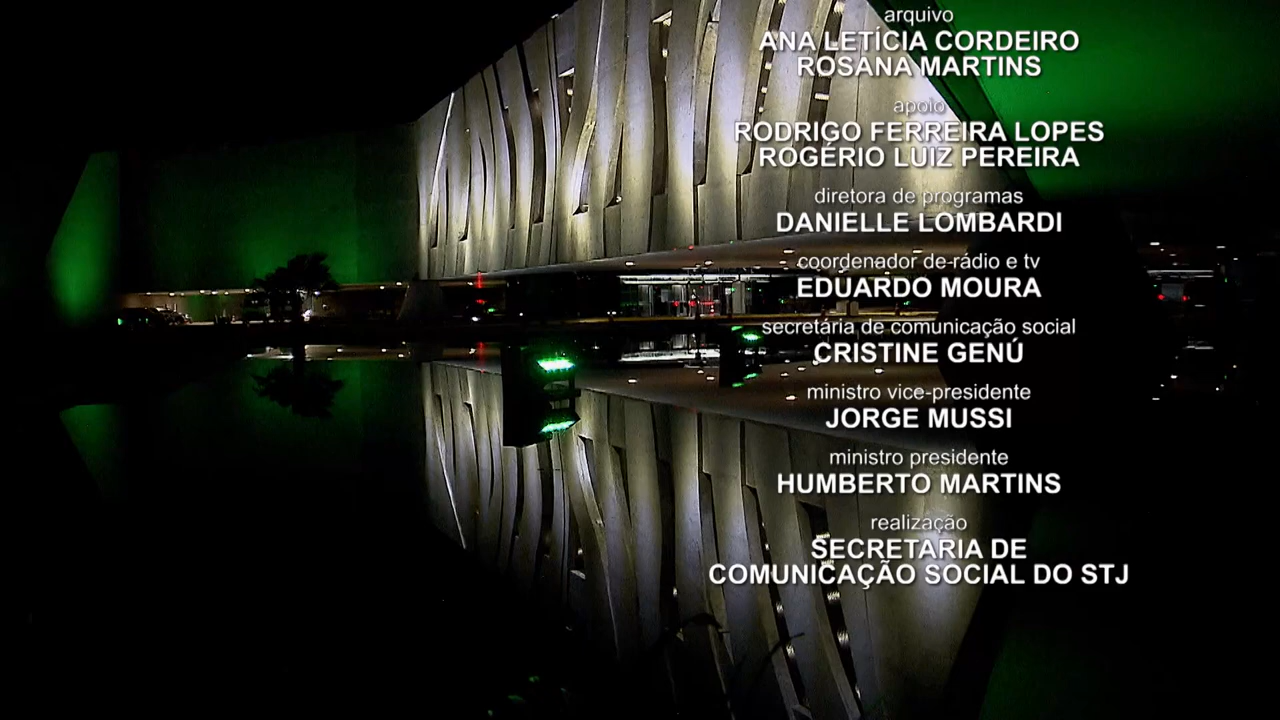 arquivo
ANA LETÍCIA CORDEIRO
ROSANA MARTINS
apoio
RODRIGO FERREIRA LOPES
ROGÉRIO LUIZ PEREIRA
diretora de programas
DANIELLE LOMBARDI
coordenador de rádio e tv
EDUARDO MOURA
secretária de comunicação social
CRISTINE GENÚ
ministro vice-presidente
JORGE MUSSI
ministro presidente
HUMBERTO MARTINS
realização
SECRETARIA DE
COMUNICAÇÃO SOCIAL DO STJ